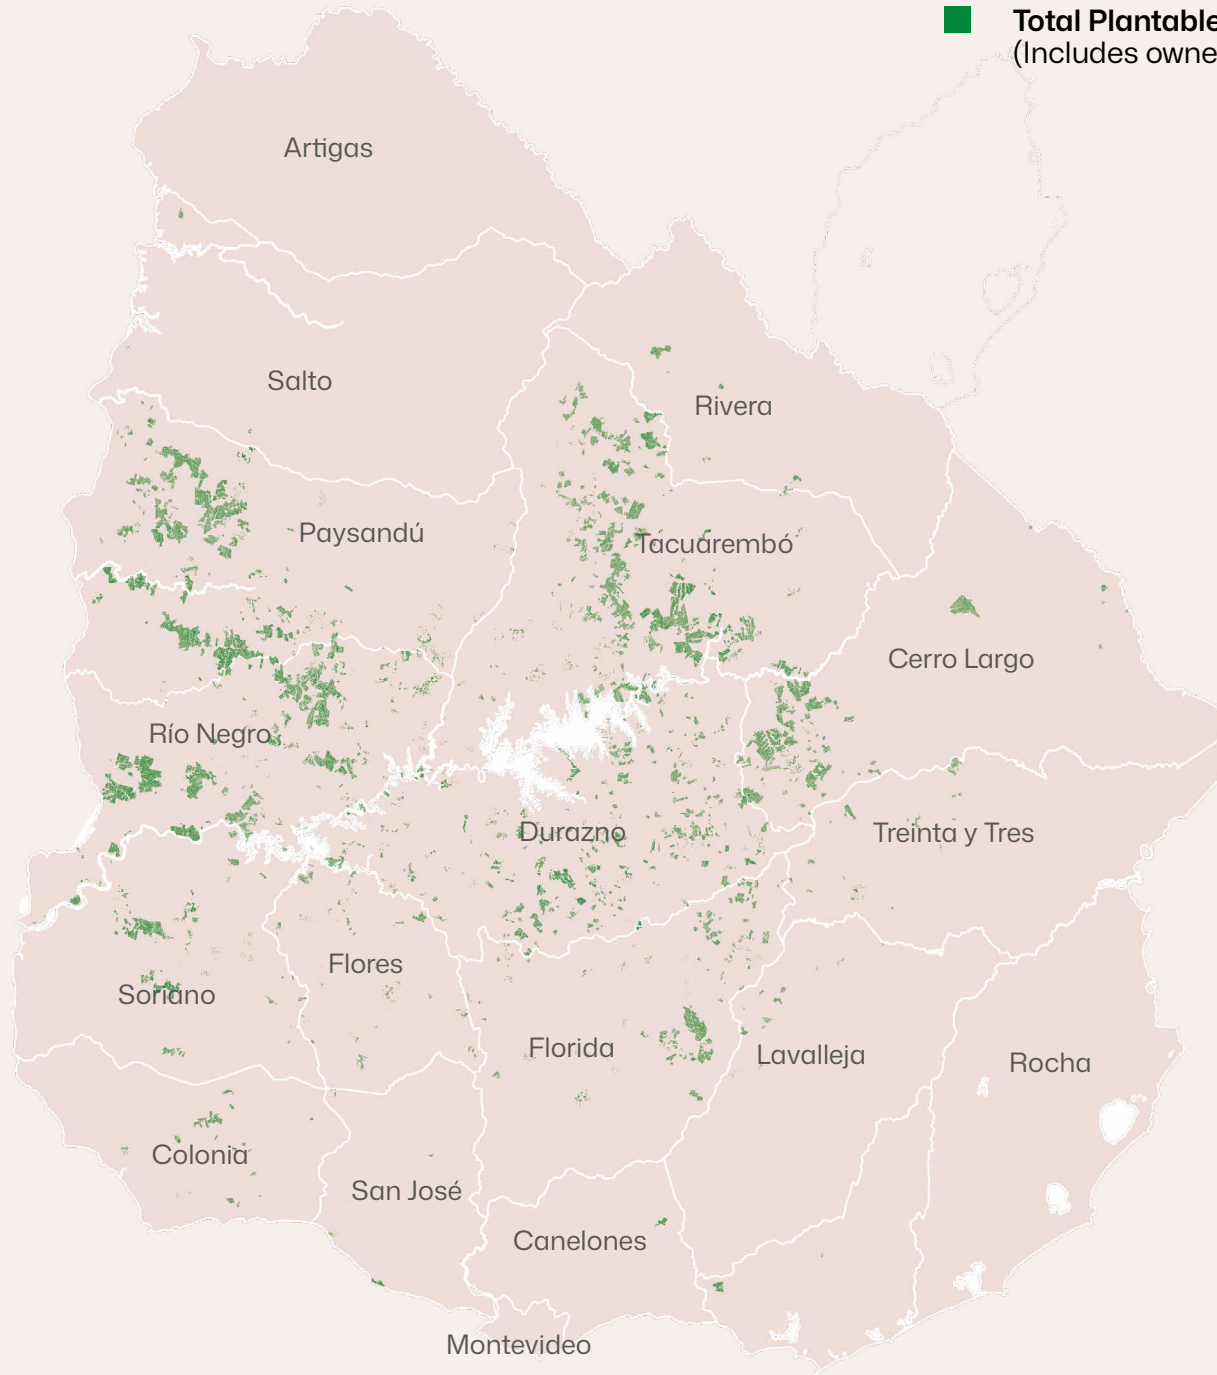 Total Plantable
(Includes owne
Artigas
Salto
Rivera
Paysandú
Tacuarembó
Cerro Largo
Río Negro
Durazno
Treinta y Tres
Flores
Soriano
Florida
Lavalleja
Rocha
Colonia
San José
Canelones
Montevideo